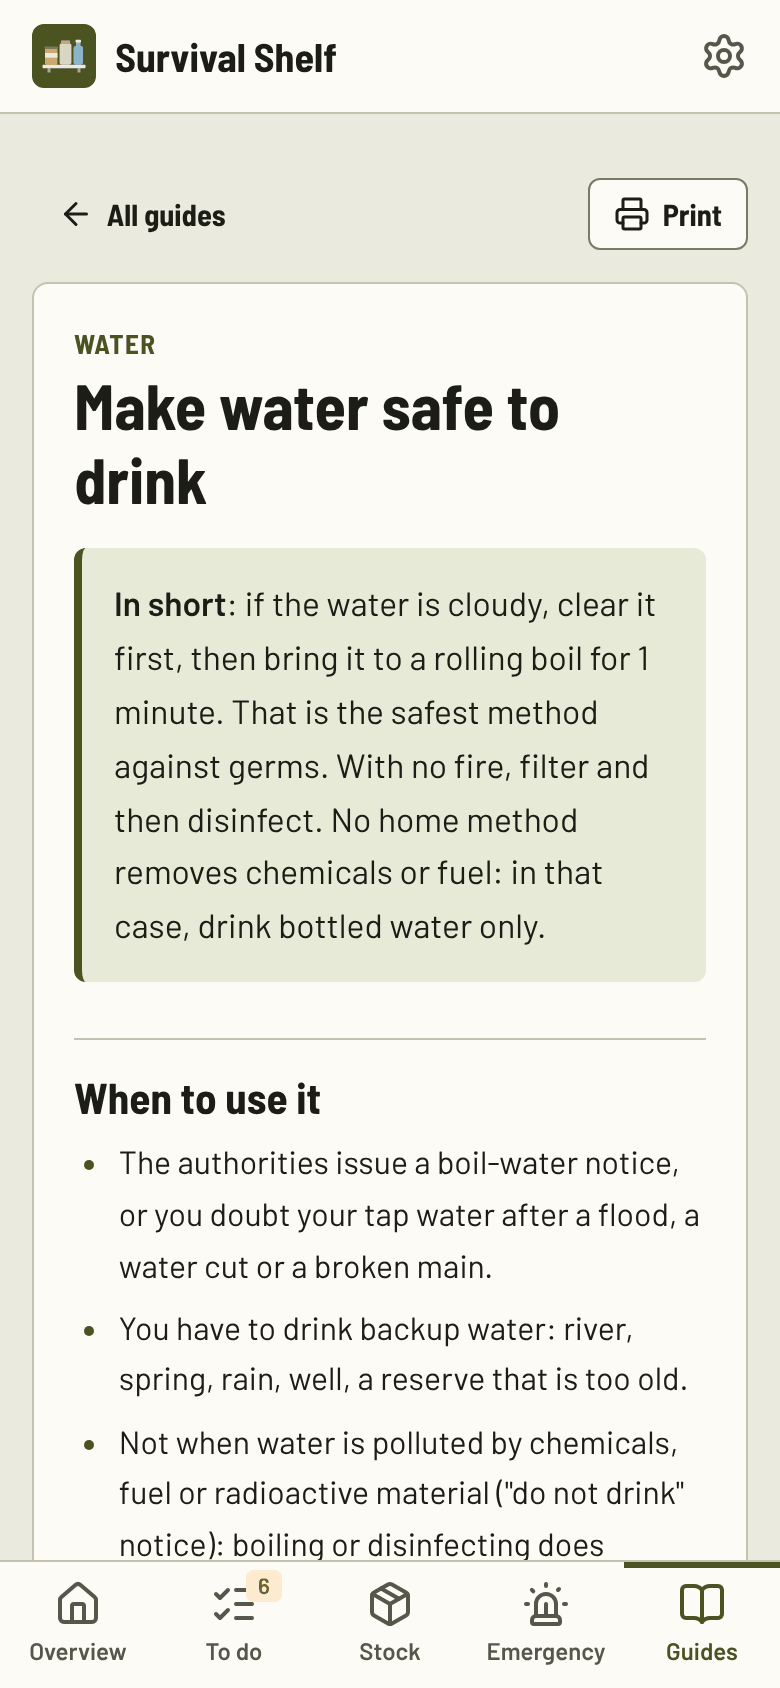 Survival Shelf
All guides
Print
WATER
Make water safe to
drink
In short: if the water is cloudy, clear it
first, then bring it to a rolling boil for 1
minute. That is the safest method
against germs. With no fire, filter and
then disinfect. No home method
removes chemicals or fuel: in that
case, drink bottled water only.
When to use it
• The authorities issue a boil-water notice,
or you doubt your tap water after a flood, a
water cut or a broken main.
• You have to drink backup water: river,
spring, rain, well, a reserve that is too old.
• Not when water is polluted by chemicals,
fuel or radioactive material ("do not drink"
notice): boiling or disinfecting does
6
Overview
To do
Stock
Emergency
Guides